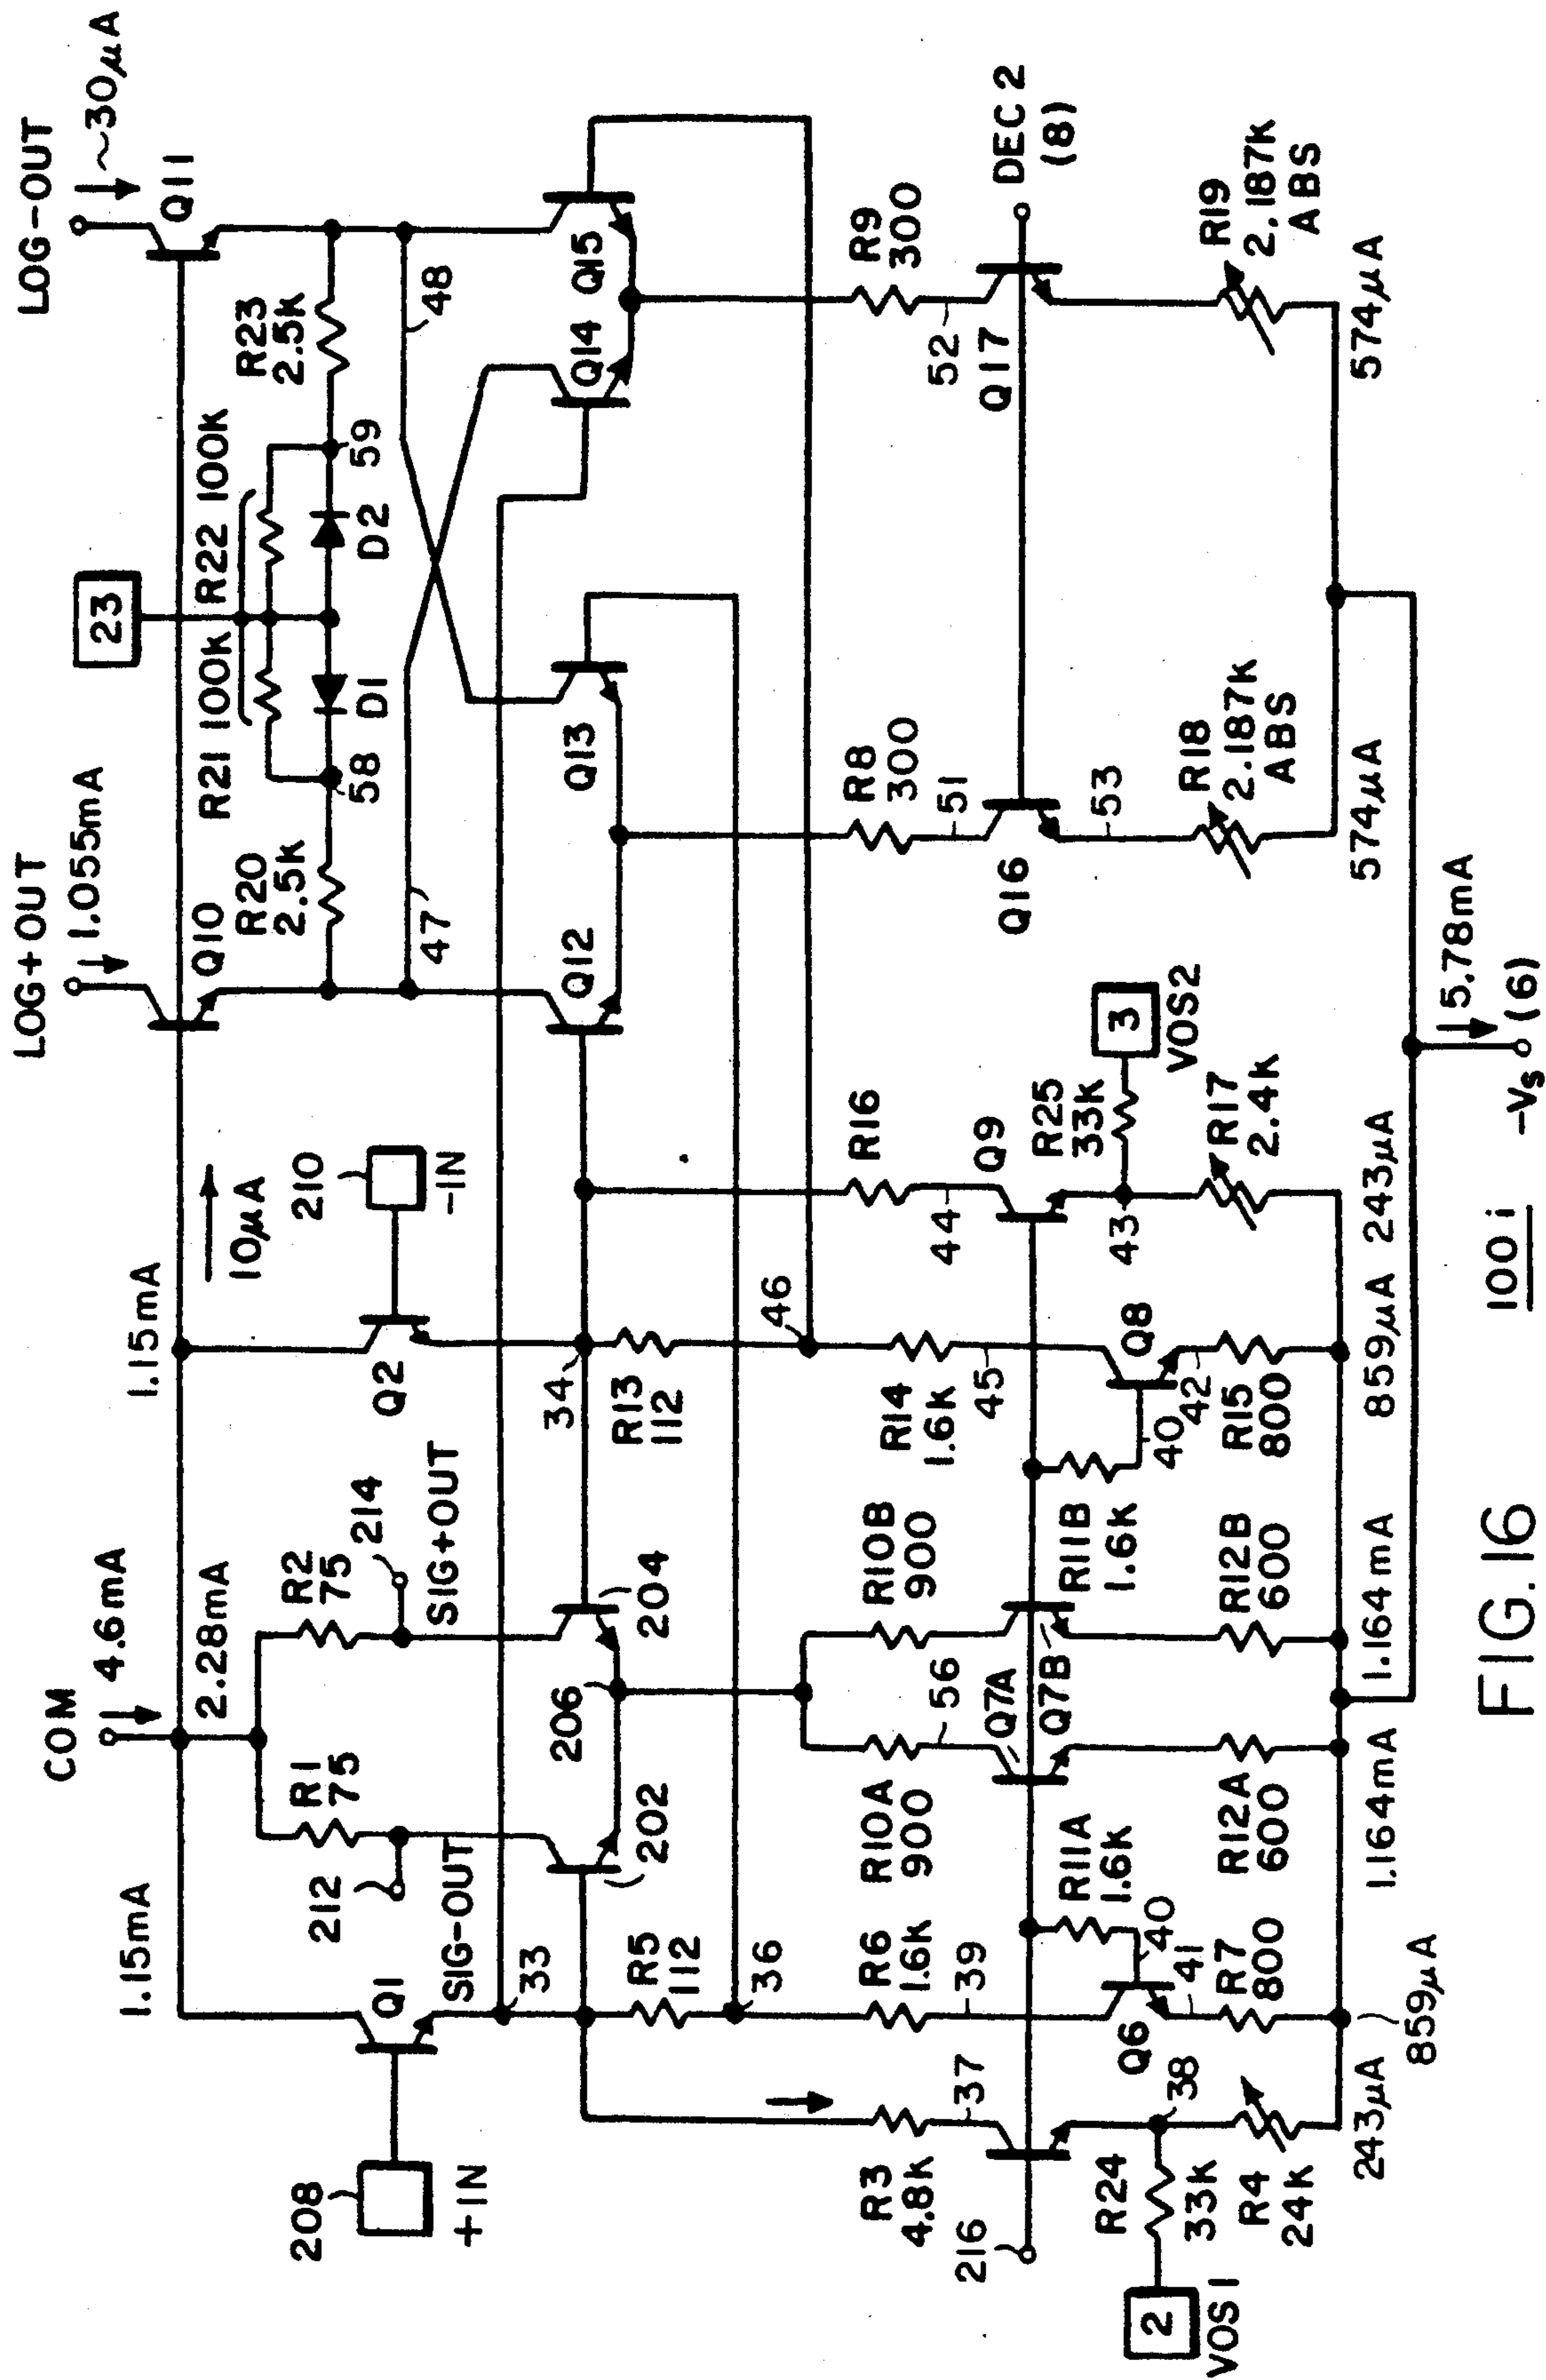 COM
4.6mA
LOG+OUT
1.055mA
LOG-OUT
~30µA
1.15mA
2.28mA
1.15mA
10µA
23
Q10
Q11
R1
75
R2
75
212
214
SIG-OUT
SIG+OUT
208
+IN
Q1
Q2
210
-IN
R20
2.5K
R21 100K
R22 100K
R23
2.5K
58
D1
D2
59
47
48
33
202
206
204
34
Q12
Q13
Q14
Q15
R5
112
36
R13
112
46
R3
4.8K
37
R6
1.6K
39
R10A
900
56
R10B
900
R14
1.6K
45
R16
44
R8
300
51
R9
300
52
216
Q6
40
R11A
1.6K
Q7A
Q7B
R11B
1.6K
40
Q8
Q9
Q16
Q17
DEC 2
(8)
2
VOS1
R24
33K
38
R4
24K
41
R7
800
R12A
600
R12B
600
42
R15
800
43
R25
33K
3
VOS2
R17
2.4K
53
R18
2.187K
ABS
R19
2.187K
ABS
243µA
859µA
1.164mA
1.164mA
859µA
243µA
574µA
574µA
5.78mA
-Vs
(6)
100i
FIG.16